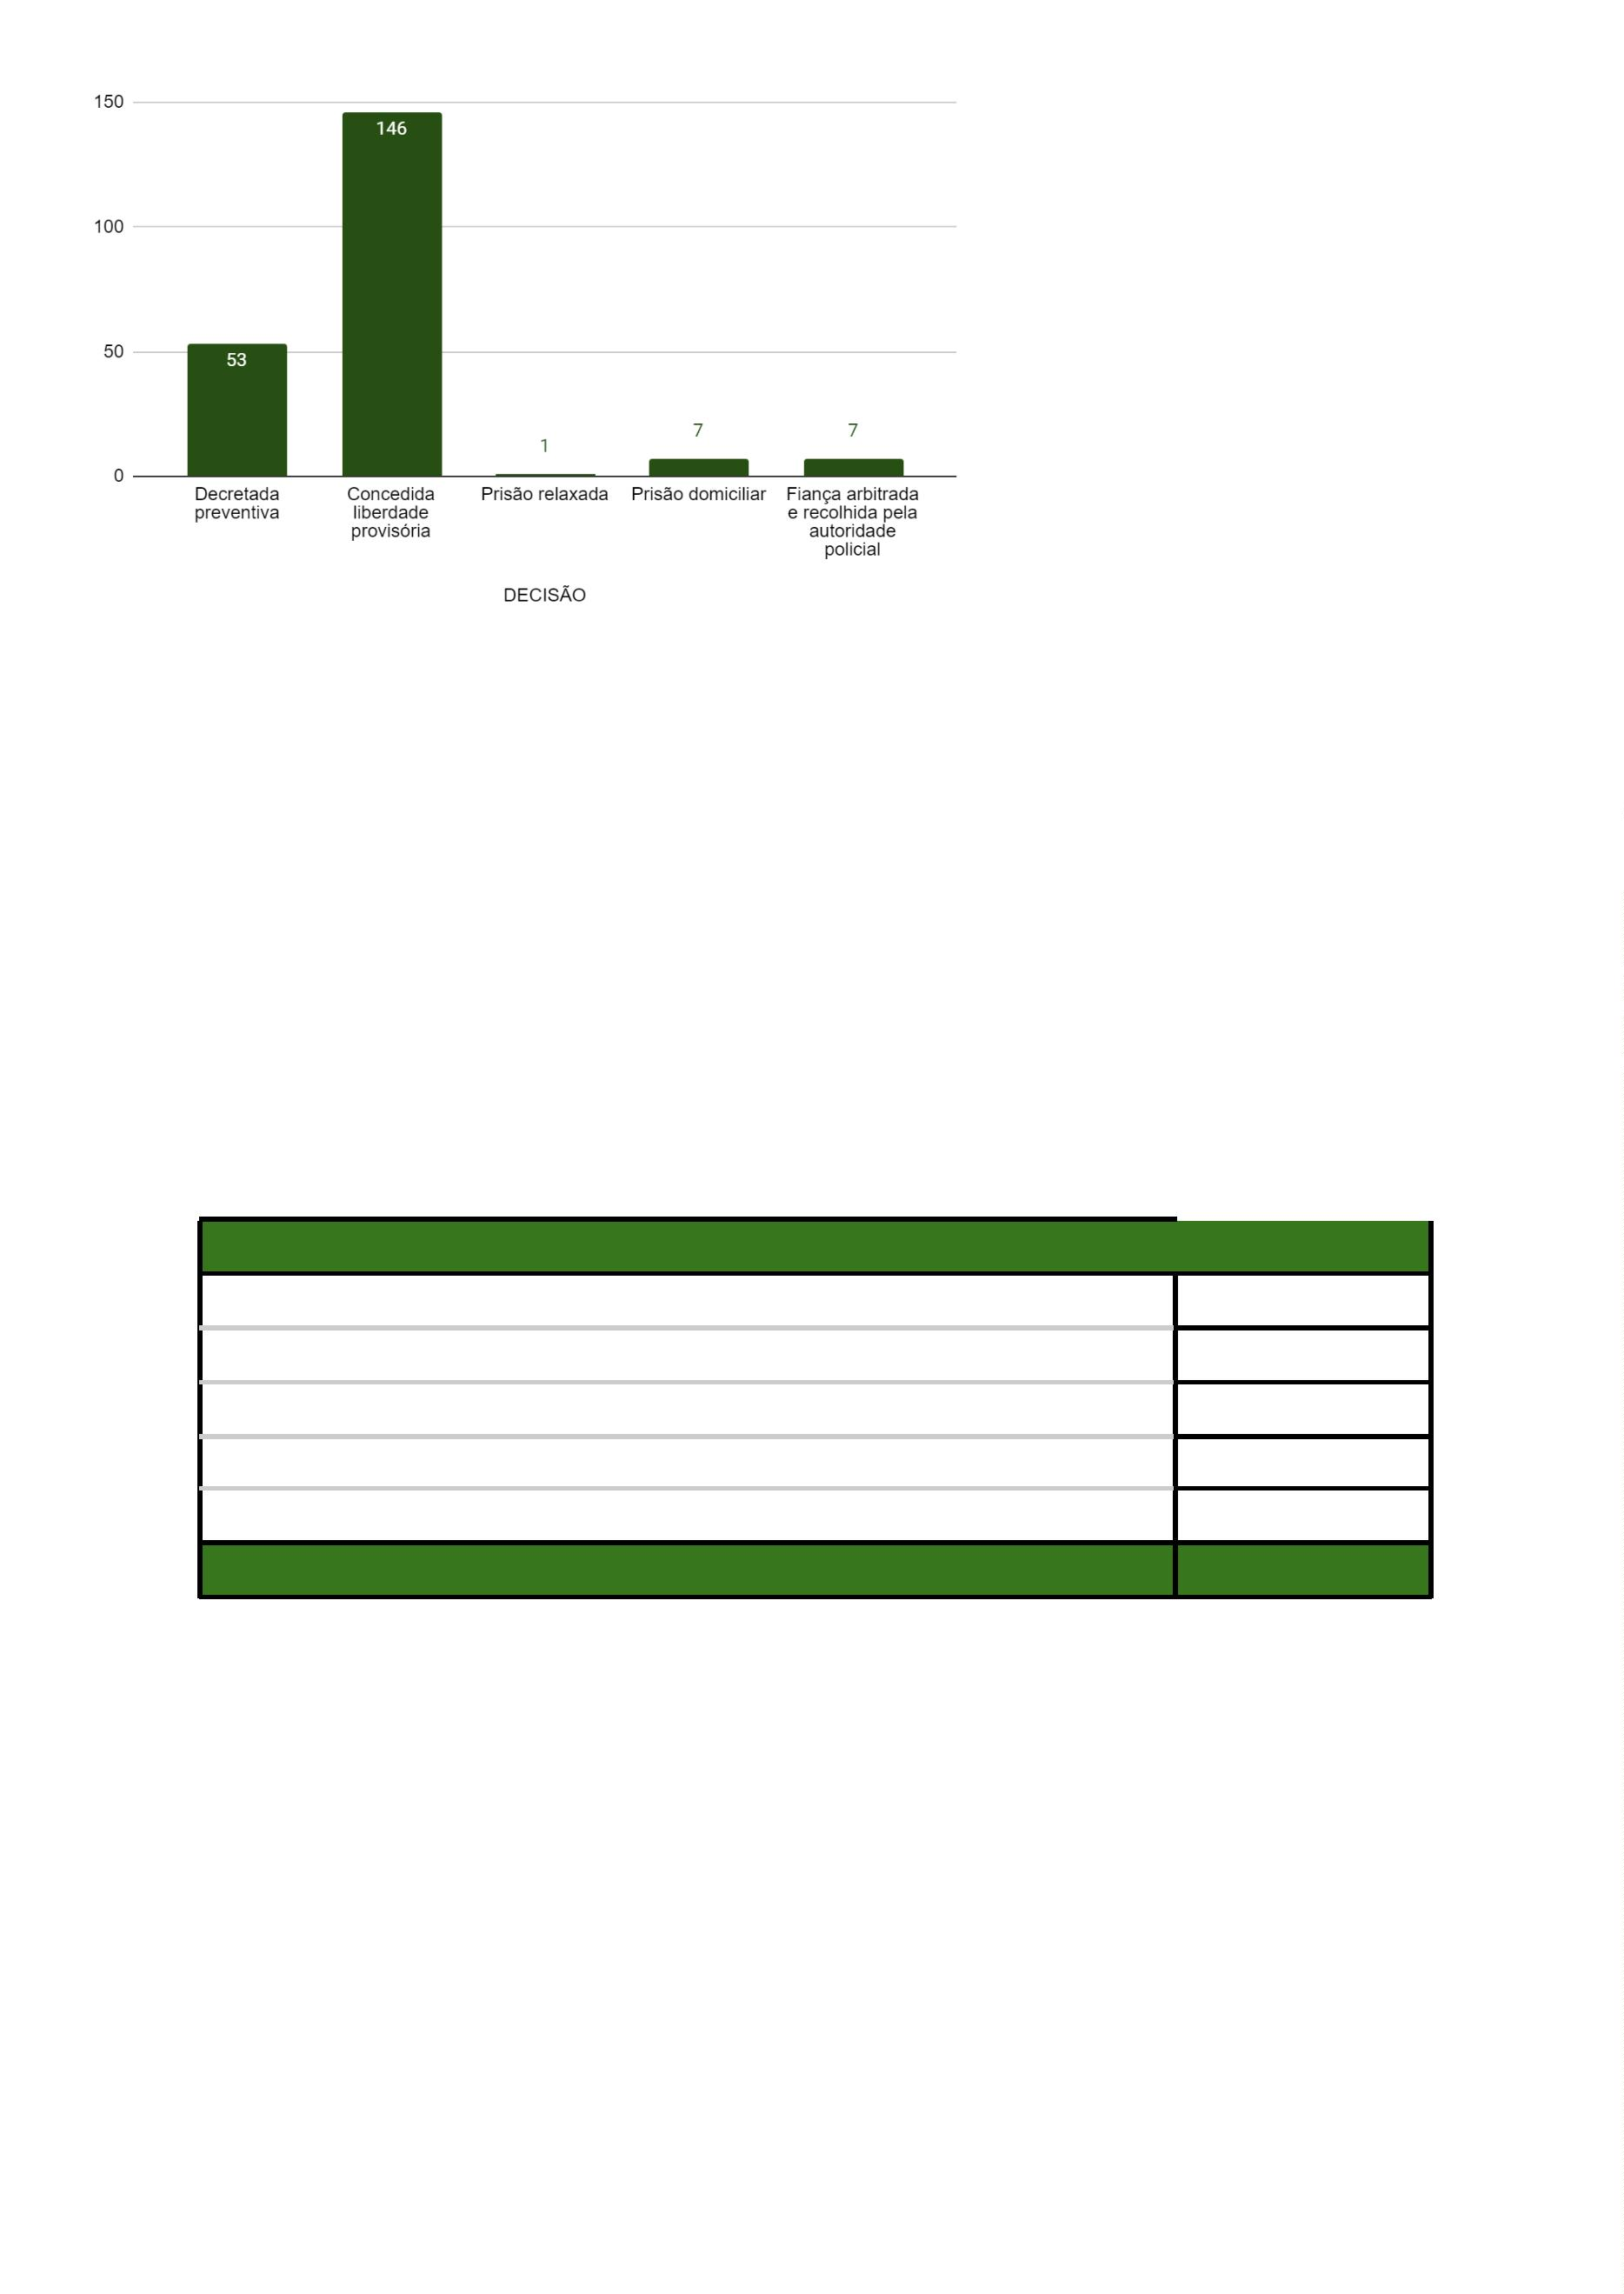 150
146
100
50
53
7
7
1
0
Decretada preventiva
Concedida liberdade provisória
Prisão relaxada
Prisão domiciliar
Fiança arbitrada e recolhida pela autoridade policial
DECISÃO